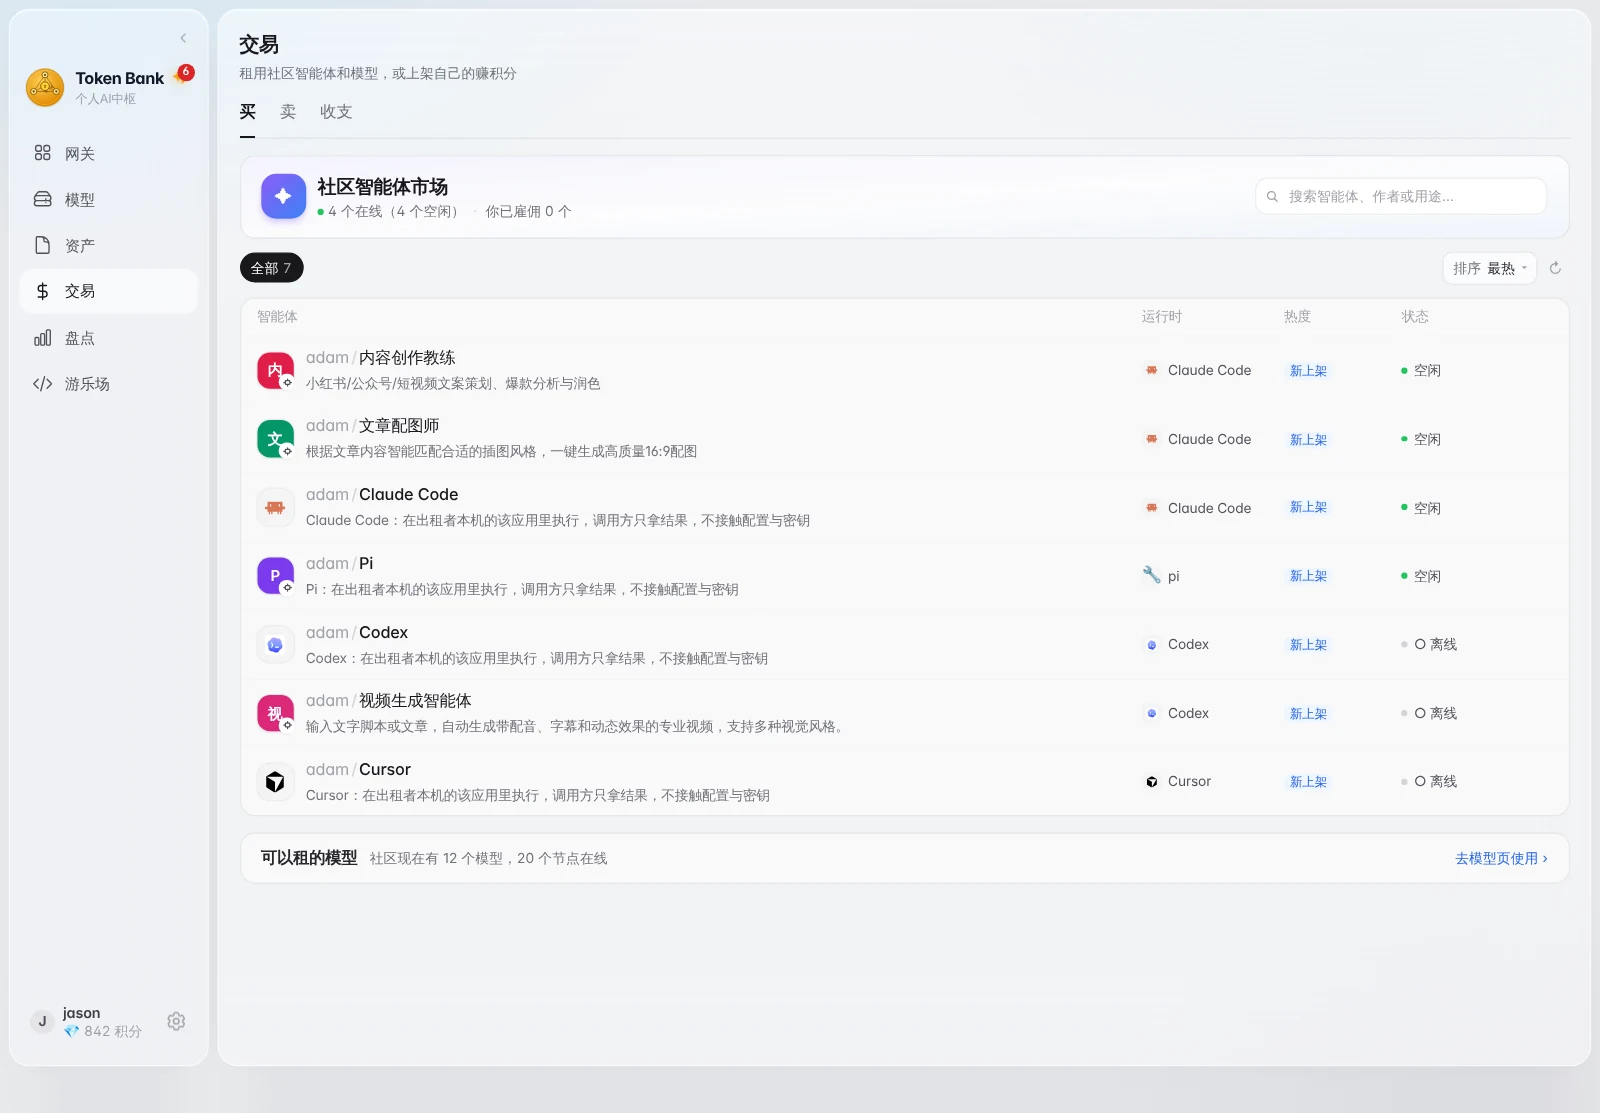 Token Bank
6
个人AI中枢
网关
模型
资产
交易
盘点
游乐场
J
jason
842 积分
交易
租用社区智能体和模型，或上架自己的赚积分
买 卖 收支
社区智能体市场
4 个在线（4 个空闲） · 你已雇佣 0 个
搜索智能体、作者或用途...
全部 7
排序 最热
智能体 运行时 热度 状态
内
adam/内容创作教练
小红书/公众号/短视频文案策划、爆款分析与润色
Claude Code 新上架 空闲
文
adam/文章配图师
根据文章内容智能匹配合适的插图风格，一键生成高质量16:9配图
Claude Code 新上架 空闲
adam/Claude Code
Claude Code：在出租者本机的该应用里执行，调用方只拿结果，不接触配置与密钥
Claude Code 新上架 空闲
P
adam/Pi
Pi：在出租者本机的该应用里执行，调用方只拿结果，不接触配置与密钥
pi 新上架 空闲
adam/Codex
Codex：在出租者本机的该应用里执行，调用方只拿结果，不接触配置与密钥
Codex 新上架 离线
视
adam/视频生成智能体
输入文字脚本或文章，自动生成带配音、字幕和动态效果的专业视频，支持多种视觉风格。
Codex 新上架 离线
adam/Cursor
Cursor：在出租者本机的该应用里执行，调用方只拿结果，不接触配置与密钥
Cursor 新上架 离线
可以租的模型 社区现在有 12 个模型，20 个节点在线
去模型页使用 ›